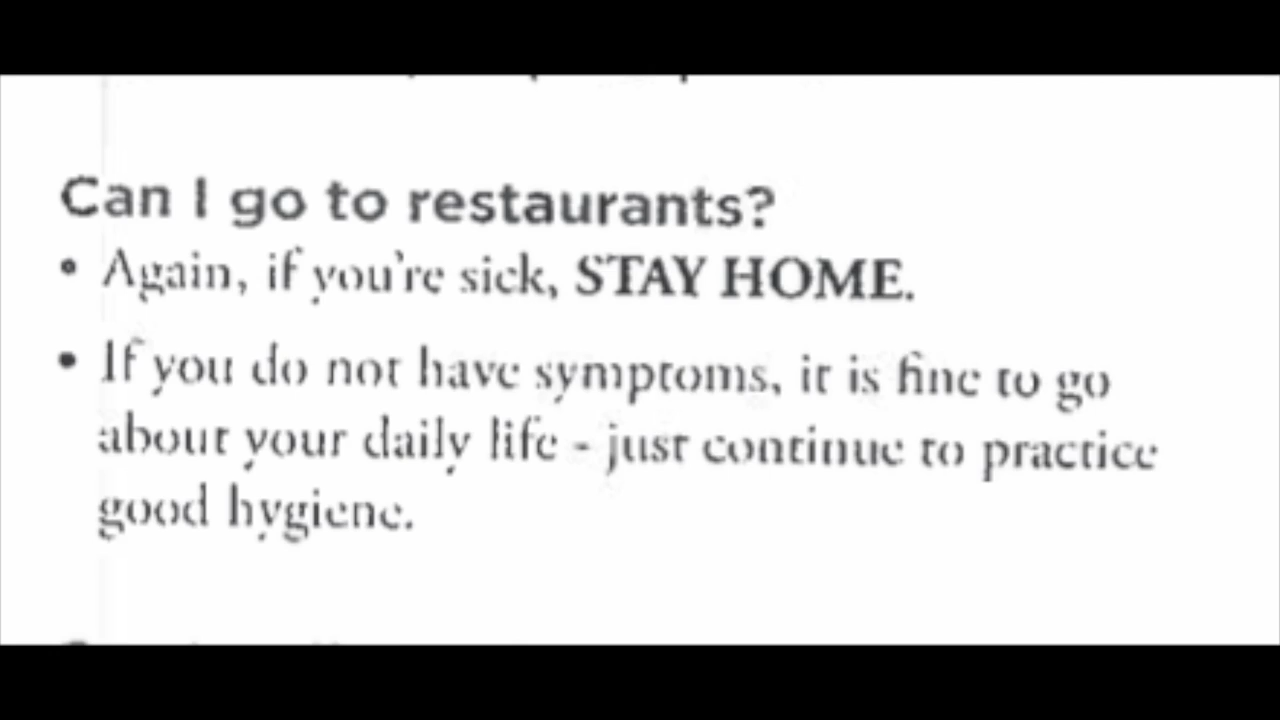 Can I go to restaurants?
• Again, if you're sick, STAY HOME.
• If you do not have symptoms, it is fine to go
about your daily life - just continue to practice
good hygiene.